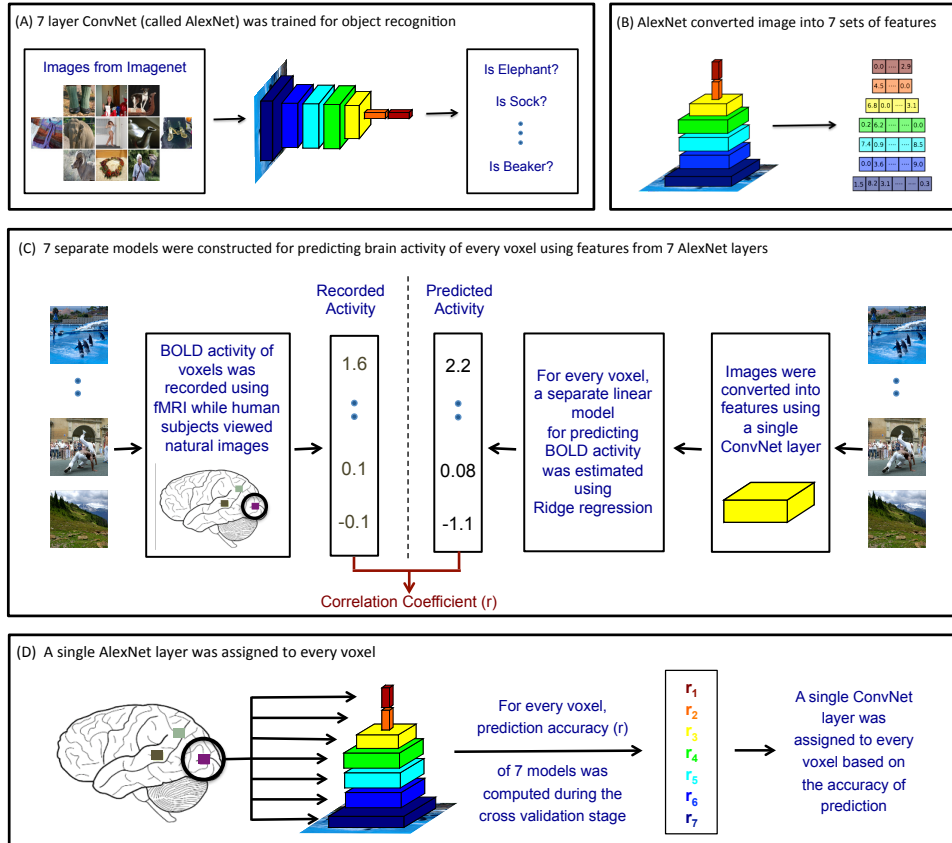 (A) 7 layer ConvNet (called AlexNet) was trained for object recognition
Images from Imagenet
Is Elephant?
Is Sock?
Is Beaker?
(B) AlexNet converted image into 7 sets of features
0.0 ···· 2.9
4.5 ···· 0.0
6.8 0.0 ···· 3.1
0.2 6.2 ···· ···· 0.0
7.4 0.9 ···· ···· 8.5
0.0 3.6 ···· ···· 9.0
1.5 8.2 3.1 ···· ···· 0.3
(C) 7 separate models were constructed for predicting brain activity of every voxel using features from 7 AlexNet layers
BOLD activity of
voxels was
recorded using
fMRI while human
subjects viewed
natural images
Recorded
Activity
1.6
0.1
-0.1
Predicted
Activity
2.2
0.08
-1.1
Correlation Coefficient (r)
For every voxel,
a separate linear
model
for predicting
BOLD activity
was estimated
using
Ridge regression
Images were
converted into
features using
a single
ConvNet layer
(D) A single AlexNet layer was assigned to every voxel
For every voxel,
prediction accuracy (r)
of 7 models was
computed during the
cross validation stage
r1
r2
r3
r4
r5
r6
r7
A single ConvNet
layer was
assigned to every
voxel based on
the accuracy of
prediction